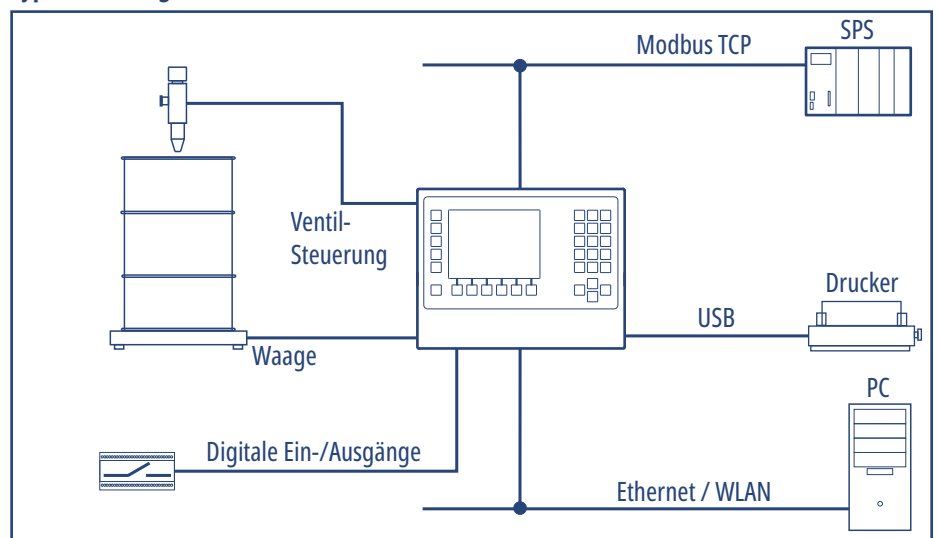 SPS
Modbus TCP
Ventil-
Steuerung
Drucker
USB
Waage
PC
Digitale Ein-/Ausgänge
Ethernet / WLAN